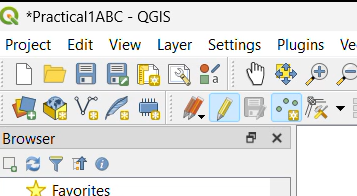 *Practical1ABC - QGIS
Project Edit View Layer Settings Plugins
Browser
Favorites